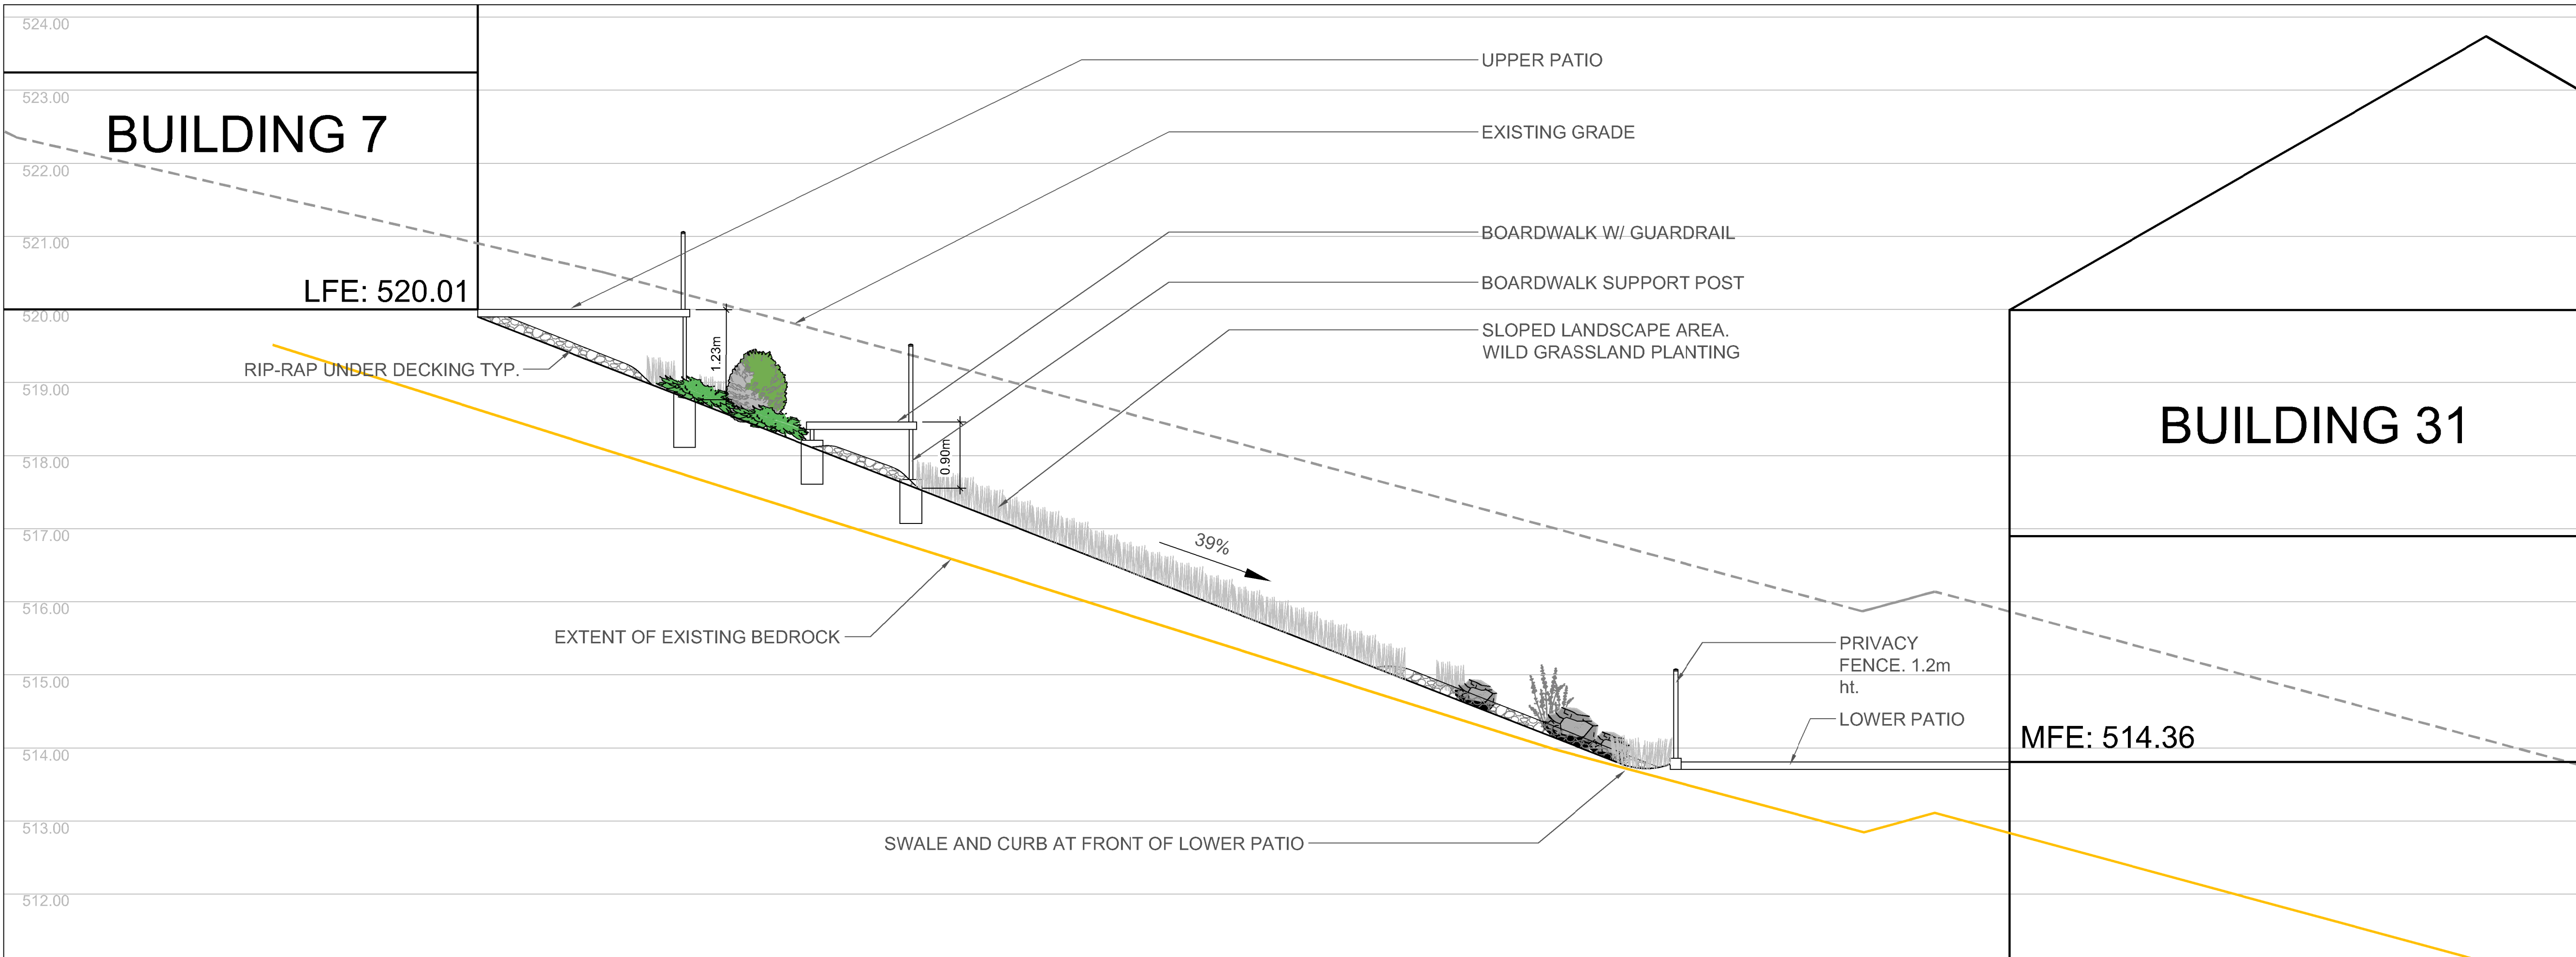 524.00
UPPER PATIO
523.00
BUILDING 7
EXISTING GRADE
522.00
BOARDWALK W/ GUARDRAIL
521.00
BOARDWALK SUPPORT POST
LFE: 520.01
520.00
SLOPED LANDSCAPE AREA.
WILD GRASSLAND PLANTING
1.23m
RIP-RAP UNDER DECKING TYP.
519.00
BUILDING 31
0.90m
518.00
517.00
39%
516.00
EXTENT OF EXISTING BEDROCK
PRIVACY
FENCE. 1.2m
ht.
515.00
LOWER PATIO
MFE: 514.36
514.00
513.00
SWALE AND CURB AT FRONT OF LOWER PATIO
512.00